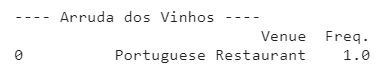 ---- Arruda dos Vinhos ----
Venue Freq.
0 Portuguese Restaurant 1.0